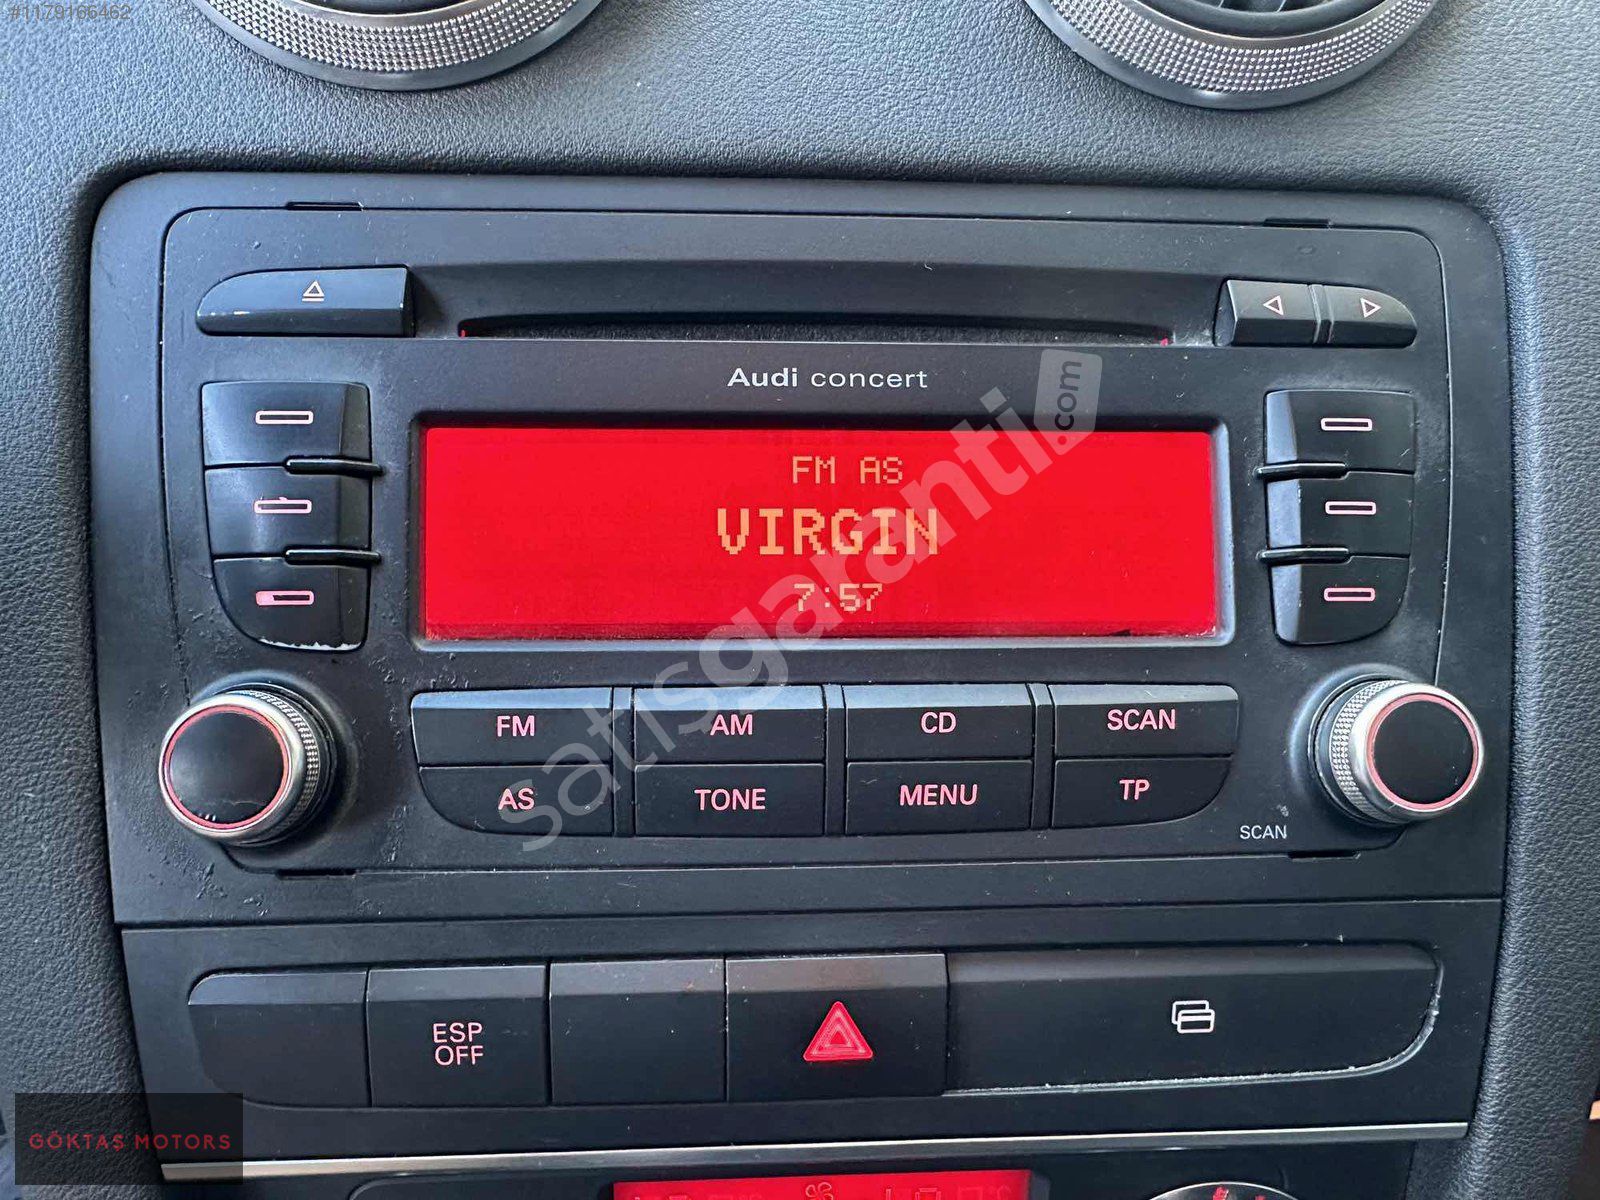 #1179166462
Audi concert
FM AS
VIRGIN
7:57
satisgaranti.com
FM AM CD SCAN
AS TONE MENU TP
SCAN
ESP
OFF
GÖKTAŞ MOTORS